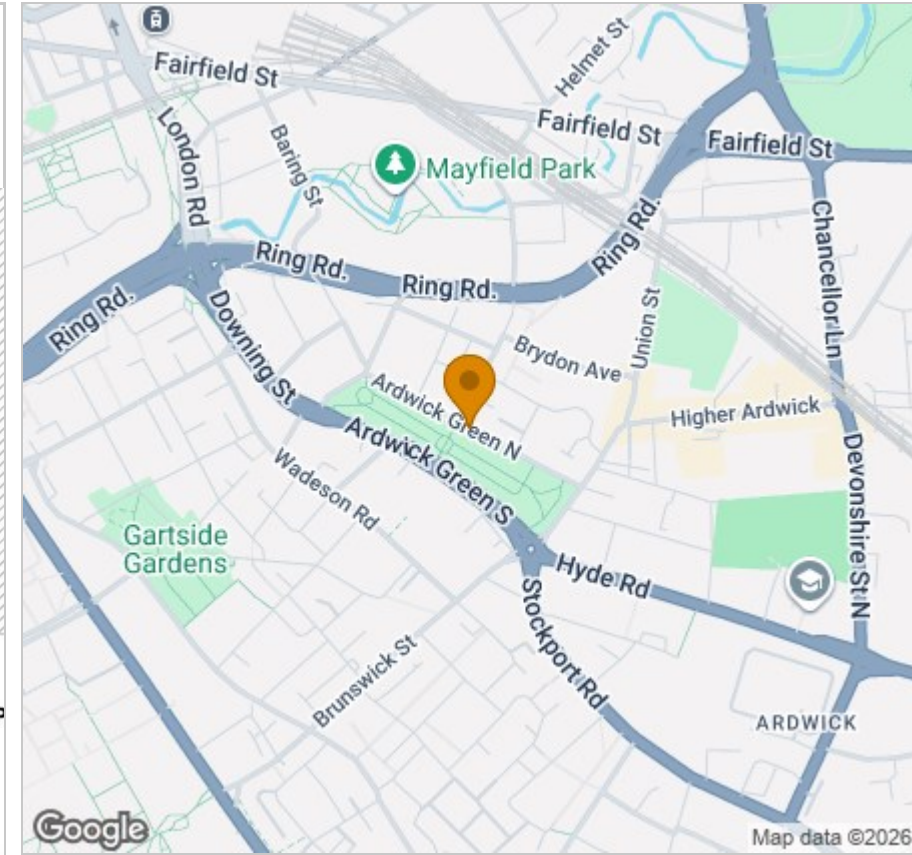 Fairfield St
Helmet St
London Rd
Baring St
Fairfield St
Fairfield St
Mayfield Park
Ring Rd.
Ring Rd.
Ring Rd.
Ring Rd.
Chancellor Ln
Downing St
Union St
Brydon Ave
Ardwick Green N
Higher Ardwick
Ardwick Green S
Wadeson Rd
Devonshire St N
Gartside
Gardens
Hyde Rd
Stockport Rd
Brunswick St
ARDWICK
Google
Map data ©2026